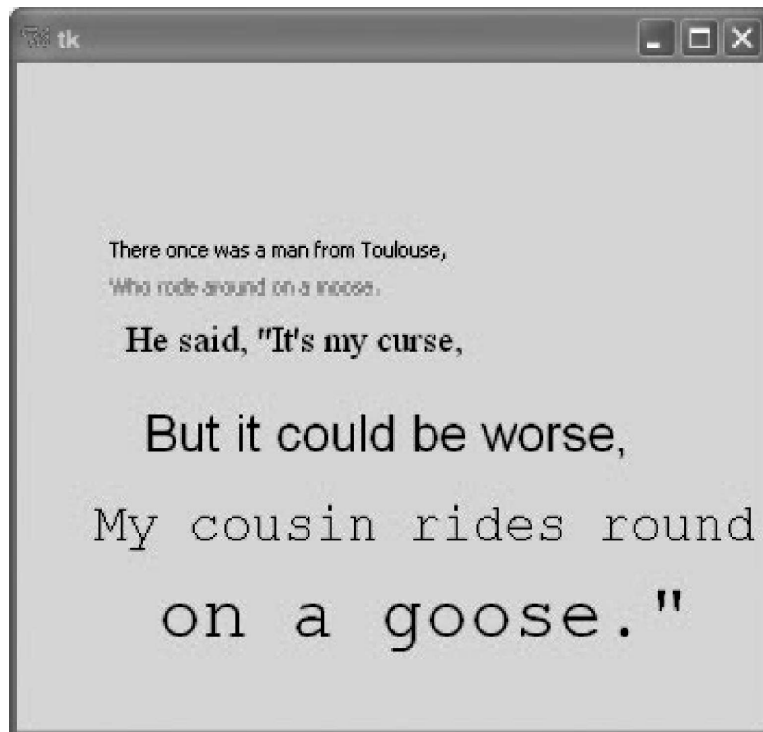 tk
There once was a man from Toulouse,
Who rode around on a moose.
He said, "It's my curse,
But it could be worse,
My cousin rides round
on a goose."